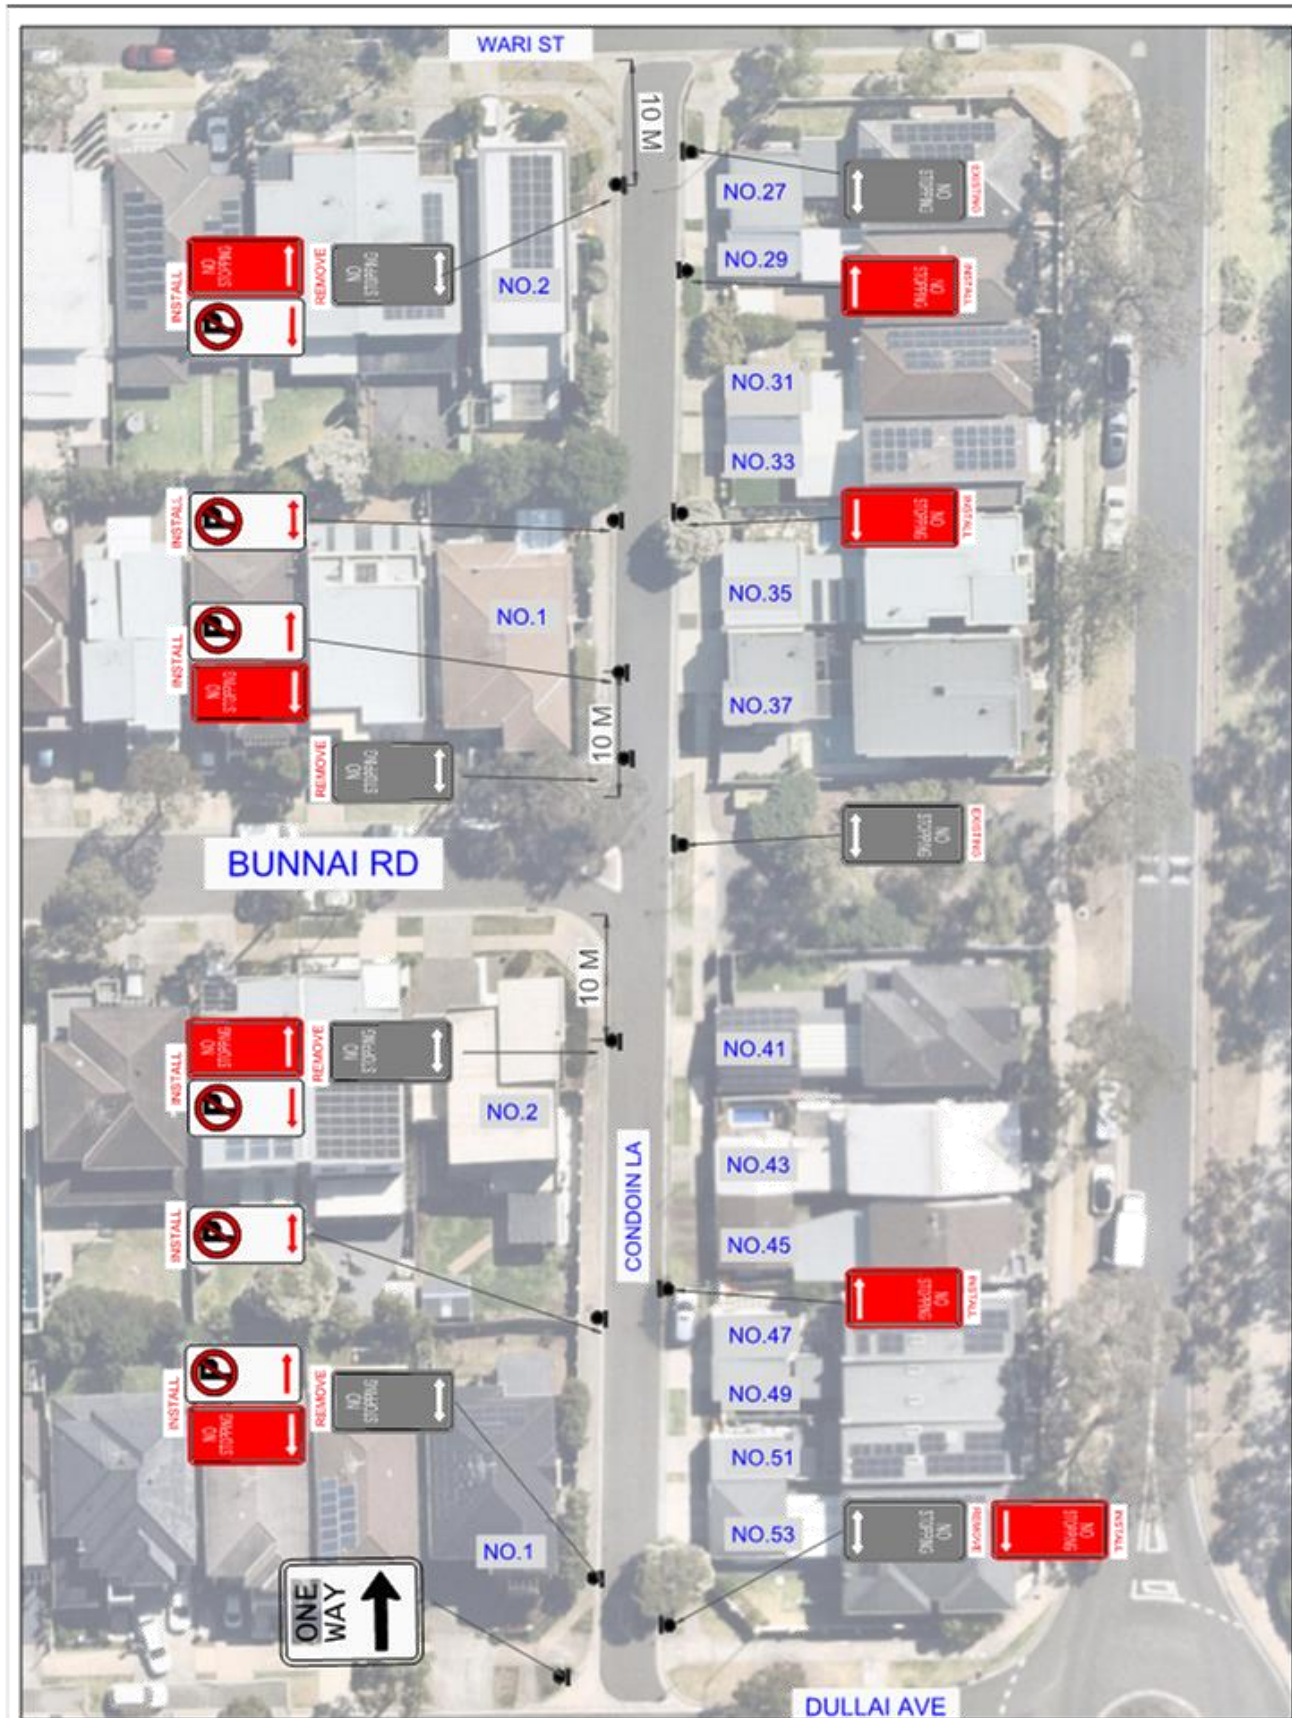 WARI ST
10 M
NO.27
NO
STOPPING
EXISTING
NO.29
NO
STOPPING
INSTALL
INSTALL
NO
STOPPING
P
REMOVE
NO
STOPPING
NO.2
NO.31
NO.33
INSTALL
P
NO
STOPPING
INSTALL
NO.35
NO.1
INSTALL
P
NO
STOPPING
NO.37
10 M
REMOVE
NO
STOPPING
NO
STOPPING
EXISTING
BUNNAI RD
10 M
INSTALL
NO
STOPPING
P
REMOVE
NO
STOPPING
NO.2
NO.41
NO.43
CONDOIN LA
INSTALL
P
NO.45
NO
STOPPING
INSTALL
NO.47
NO.49
INSTALL
P
NO
STOPPING
REMOVE
NO
STOPPING
NO.51
NO.53
NO
STOPPING
REMOVE
NO
STOPPING
INSTALL
NO.1
ONE
WAY
DULLAI AVE